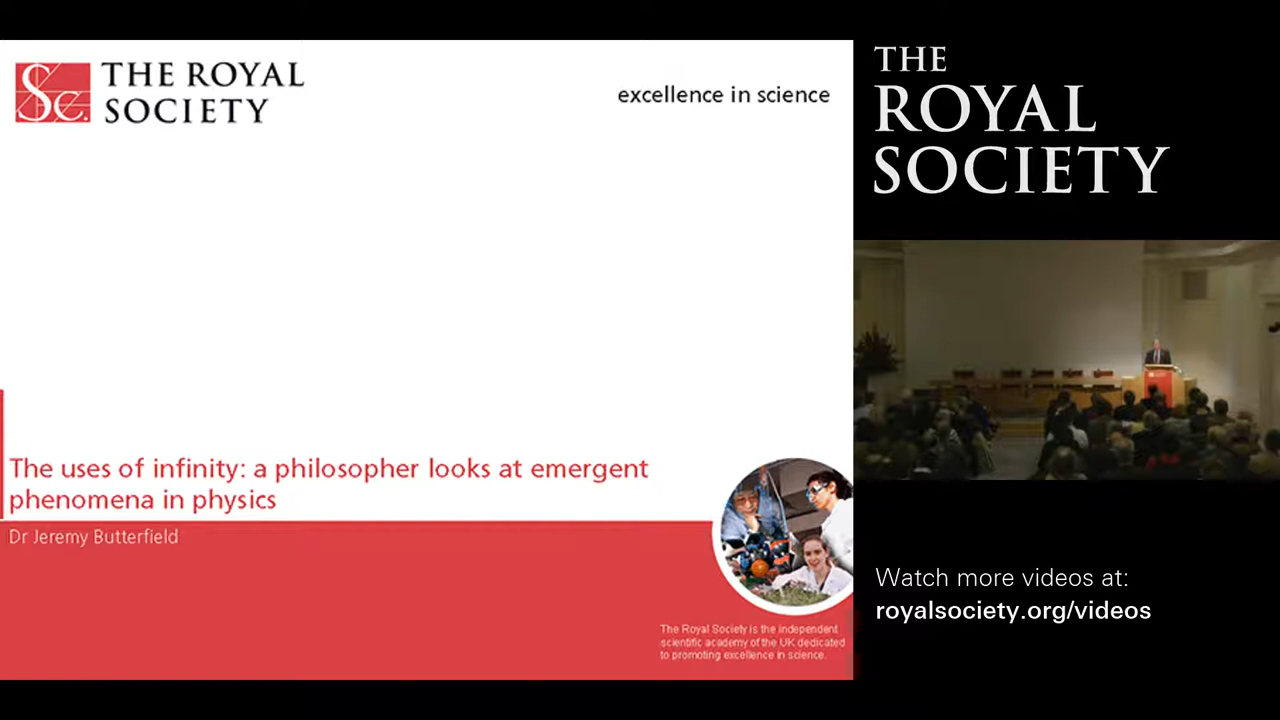 Sc.
THE ROYAL
SOCIETY
excellence in science
The uses of infinity: a philosopher looks at emergent
phenomena in physics
Dr Jeremy Butterfield
The Royal Society is the independent
scientific academy of the UK dedicated
to promoting excellence in science.
THE
ROYAL
SOCIETY
Watch more videos at:
royalsociety.org/videos